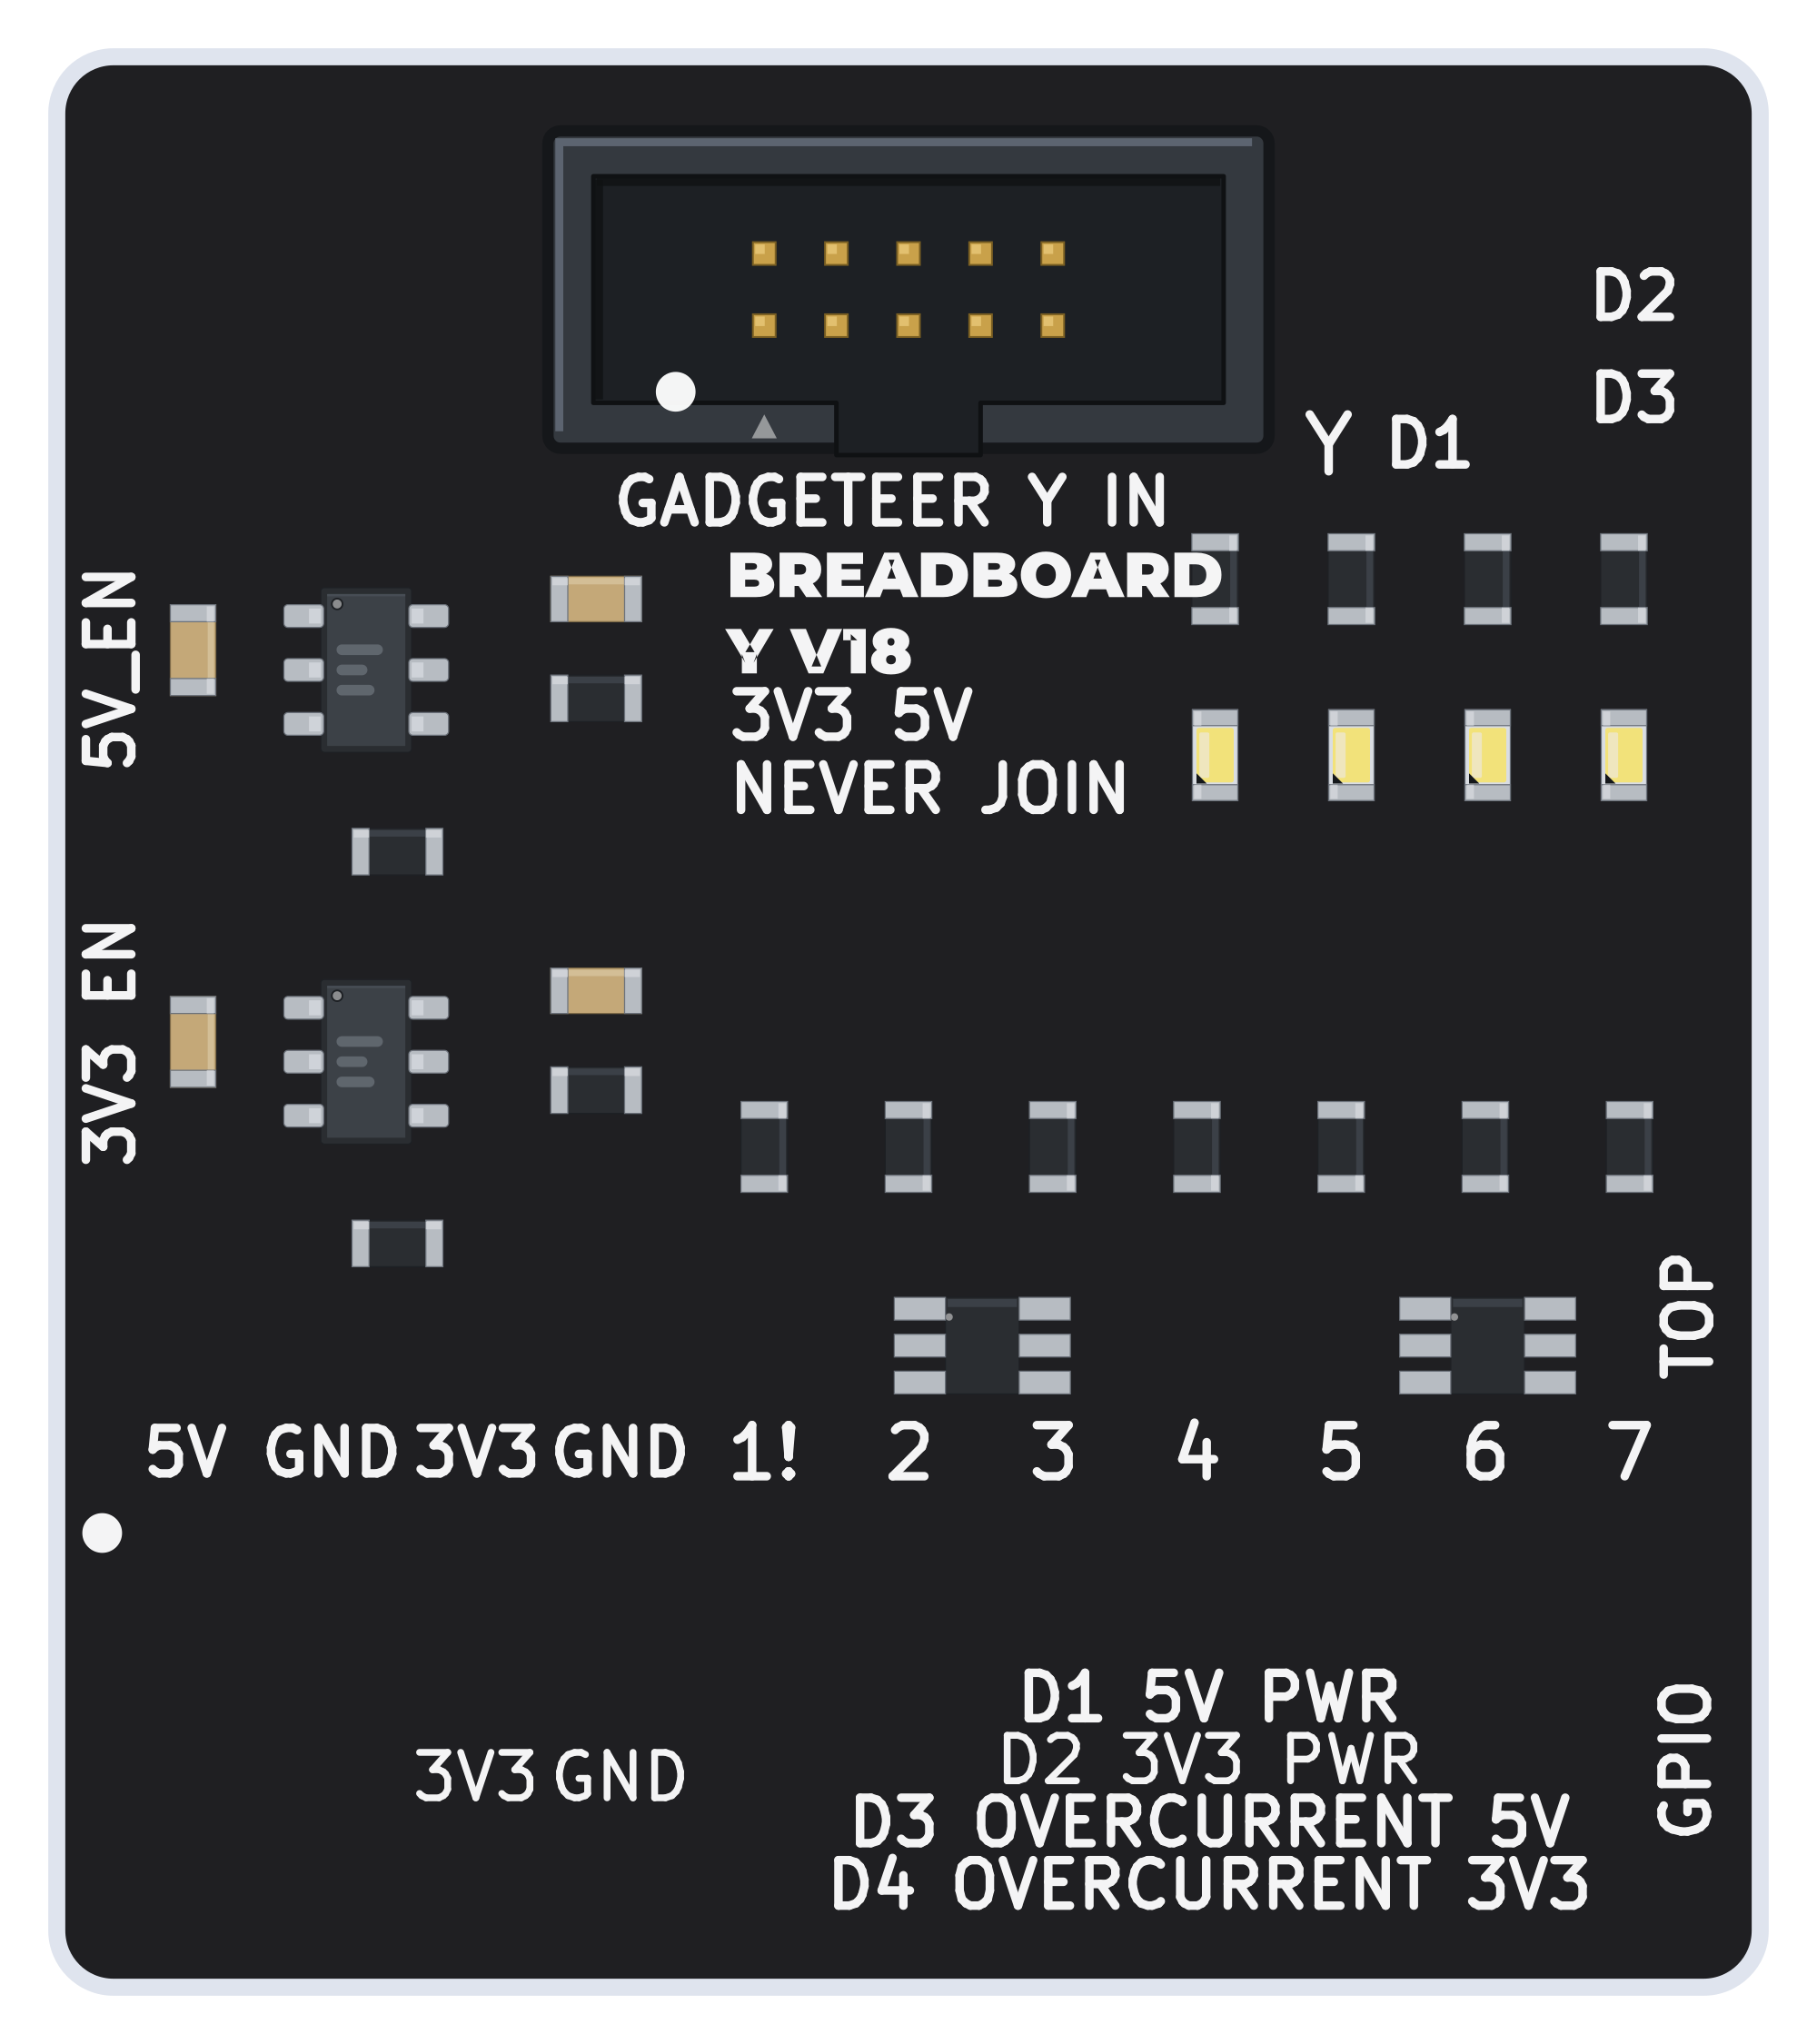 D2
D3
Y D1
GADGETEER Y IN
BREADBOARD
Y V18
3V3 5V
NEVER JOIN
5V_EN
3V3 EN
TOP
5V GND 3V3 GND 1! 2 3 4 5 6 7
D1 5V PWR
D2 3V3 PWR
3V3 GND
D3 OVERCURRENT 5V
D4 OVERCURRENT 3V3
GPIO